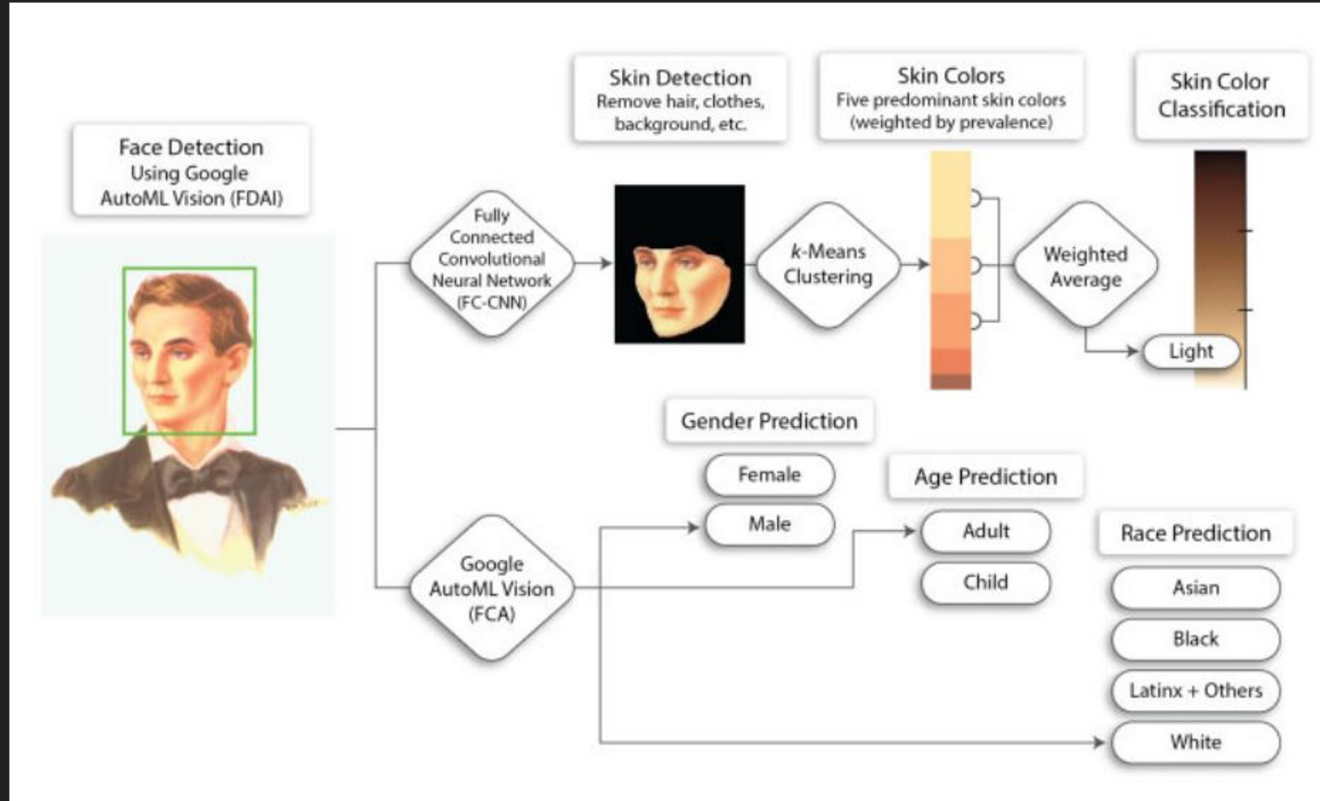 Face Detection
Using Google
AutoML Vision (FDAI)
Fully
Connected
Convolutional
Neural Network
(FC-CNN)
Skin Detection
Remove hair, clothes,
background, etc.
k-Means
Clustering
Skin Colors
Five predominant skin colors
(weighted by prevalence)
Weighted
Average
Skin Color
Classification
Light
Google
AutoML Vision
(FCA)
Gender Prediction
Female
Male
Age Prediction
Adult
Child
Race Prediction
Asian
Black
Latinx + Others
White